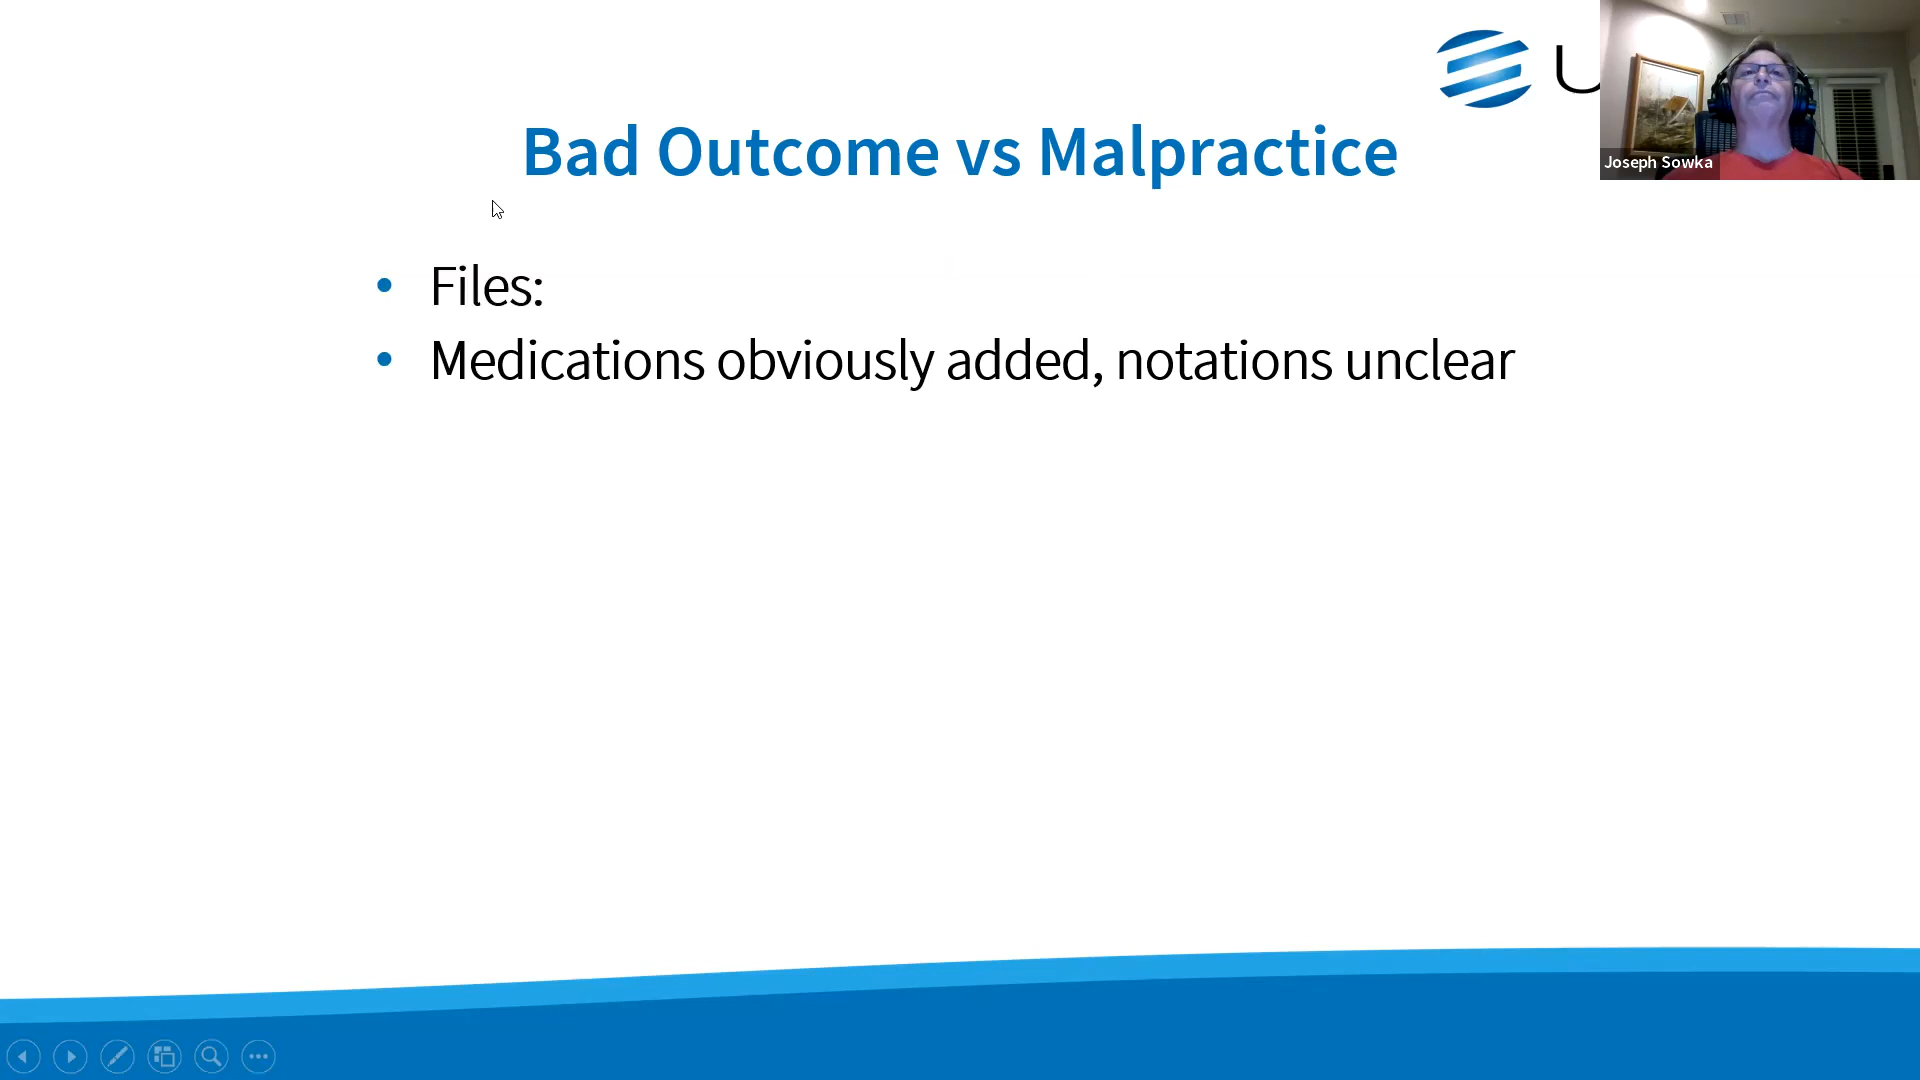 Bad Outcome vs Malpractice
Joseph Sowka
• Files:
• Medications obviously added, notations unclear